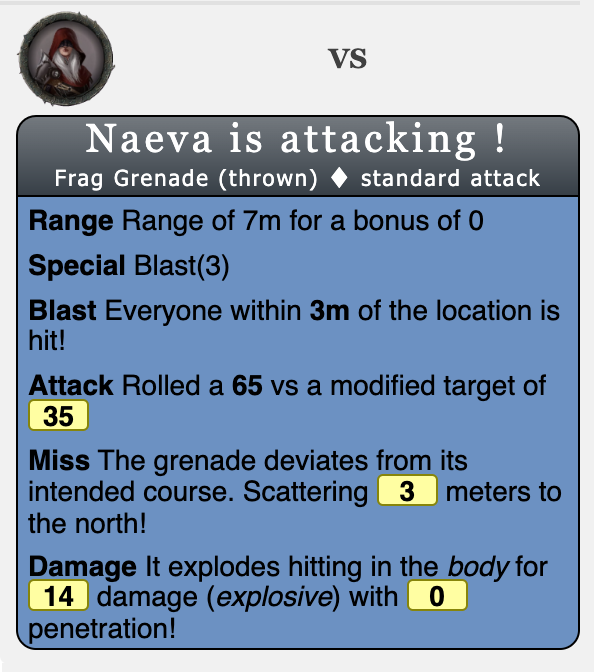 vs
Naeva is attacking !
Frag Grenade (thrown) ♦ standard attack
Range Range of 7m for a bonus of 0
Special Blast(3)
Blast Everyone within 3m of the location is
hit!
Attack Rolled a 65 vs a modified target of
35
Miss The grenade deviates from its
intended course. Scattering 3 meters to
the north!
Damage It explodes hitting in the body for
14 damage (explosive) with 0
penetration!